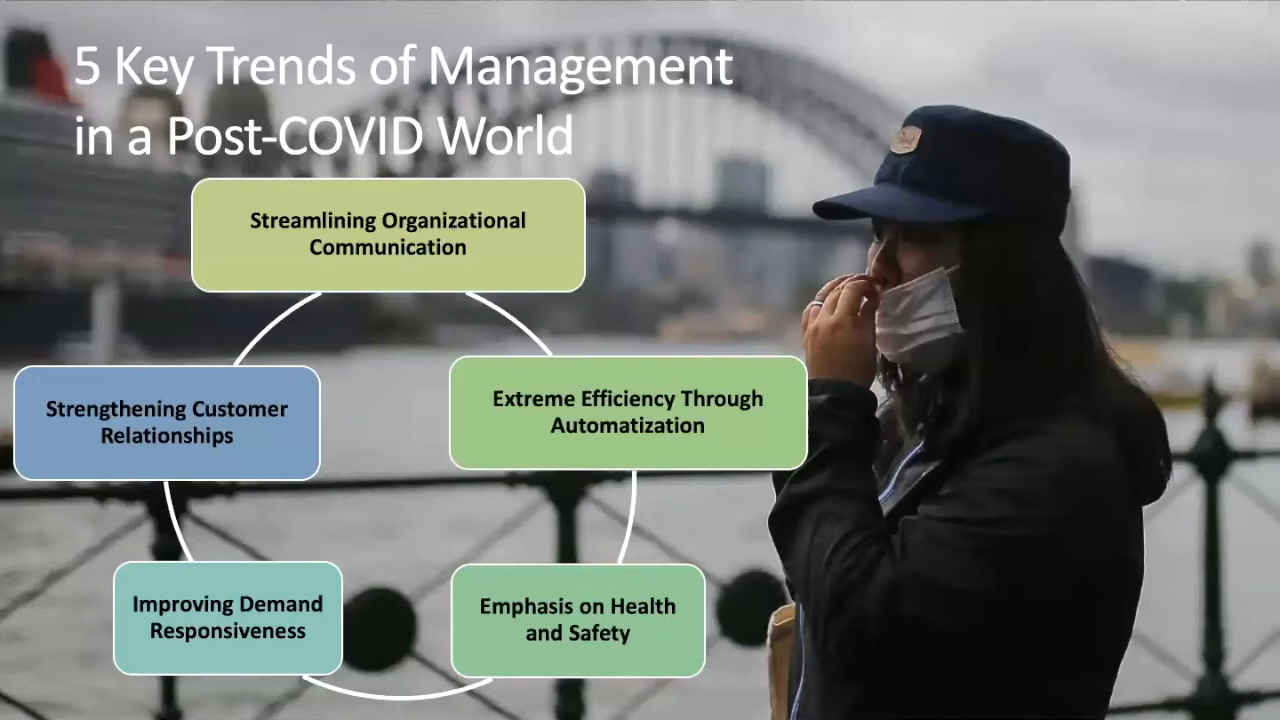 5 Key Trends of Management
in a Post-COVID World
Streamlining Organizational
Communication
Extreme Efficiency Through
Automatization
Emphasis on Health
and Safety
Improving Demand
Responsiveness
Strengthening Customer
Relationships